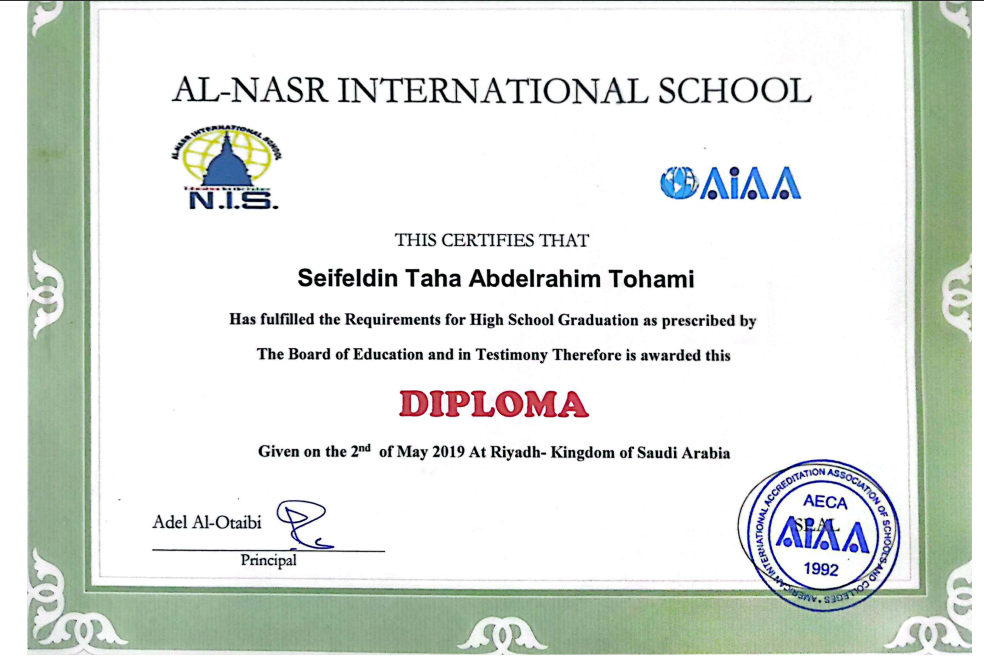 AL-NASR INTERNATIONAL SCHOOL
AL-NASR INTERNATIONAL SCHOOL
N.I.S.
AiAA
THIS CERTIFIES THAT
Seifeldin Taha Abdelrahim Tohami
Has fulfilled the Requirements for High School Graduation as prescribed by
The Board of Education and in Testimony Therefore is awarded this
DIPLOMA
Given on the 2nd of May 2019 At Riyadh- Kingdom of Saudi Arabia
Adel Al-Otaibi
Principal
AMERICAN INTERNATIONAL ACCREDITATION ASSOCIATION OF SCHOOLS AND COLLEGES
AECA
SEAL
AiAA
1992